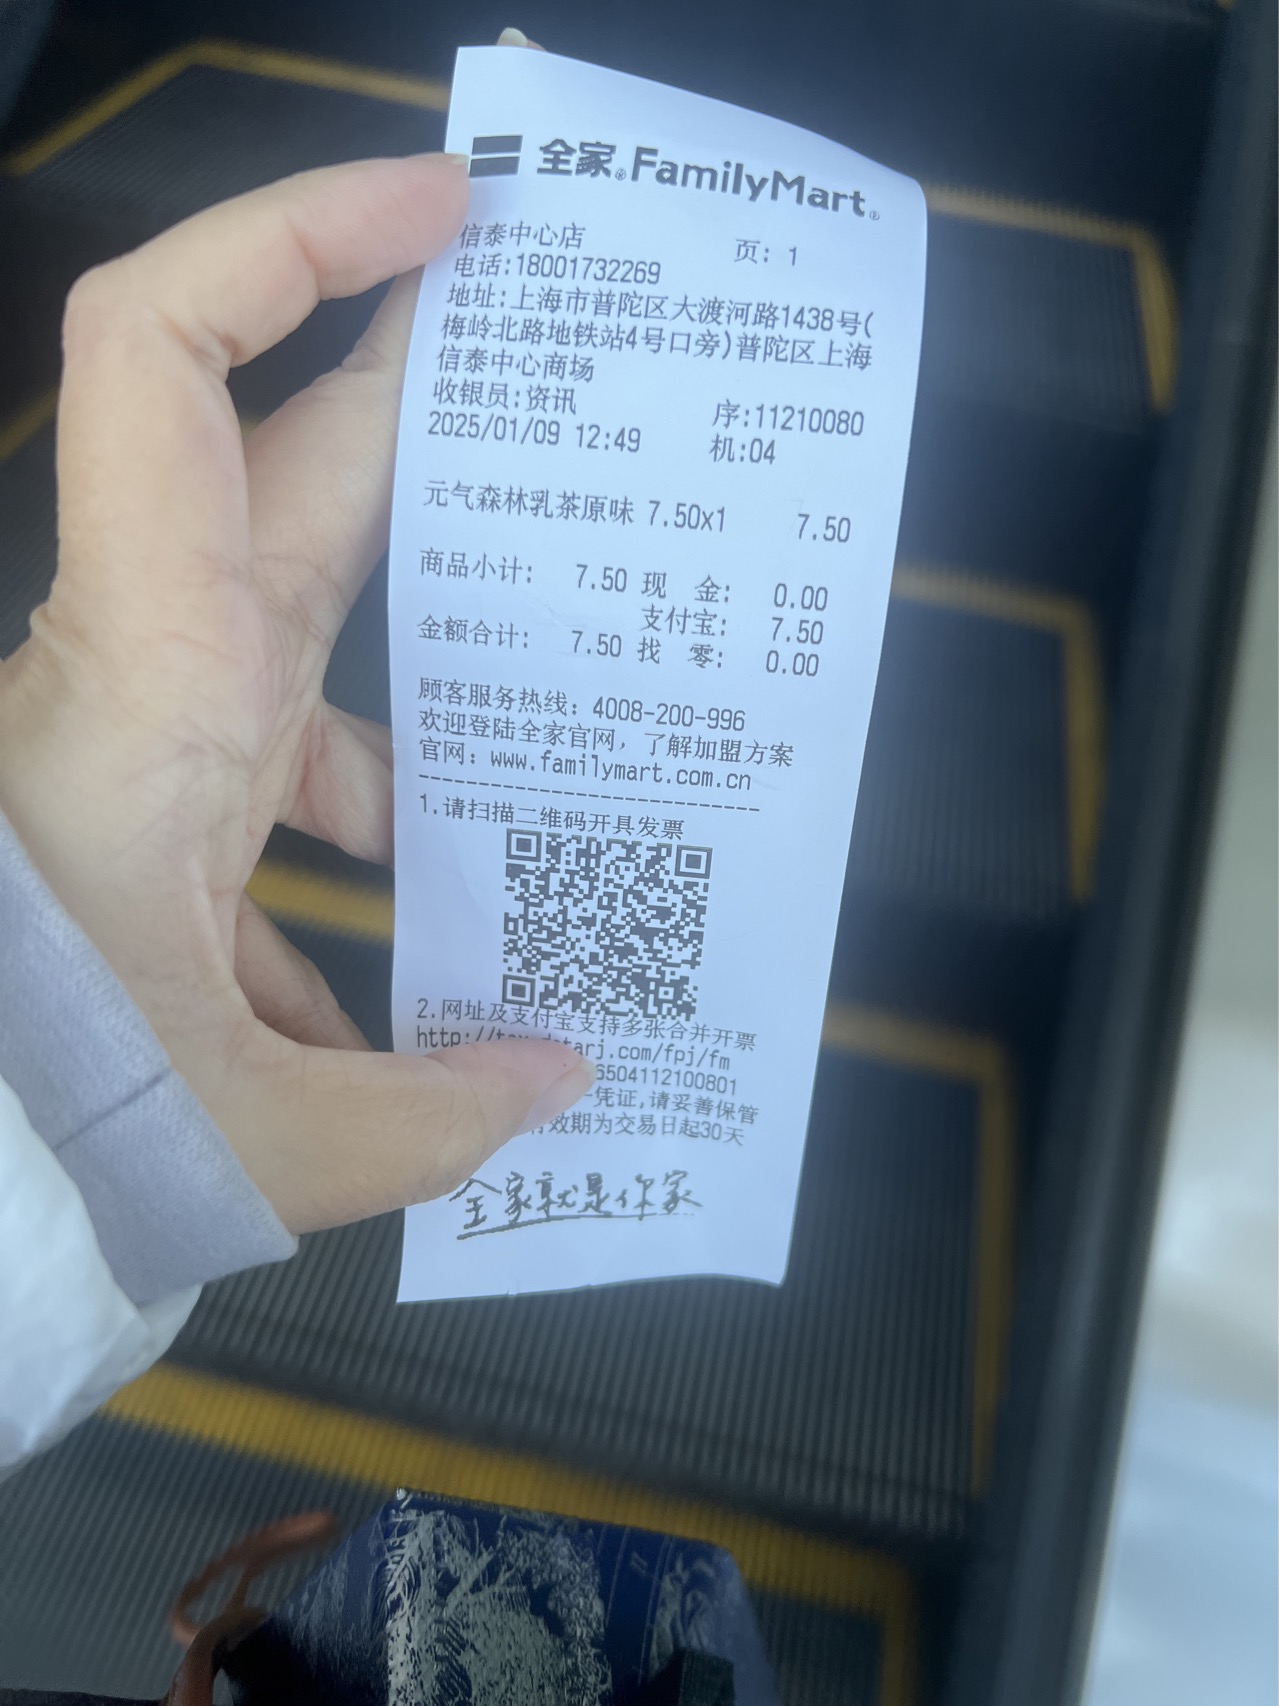 全家® FamilyMart®
信泰中心店 页: 1
电话:18001732269
地址:上海市普陀区大渡河路1438号(
梅岭北路地铁站4号口旁)普陀区上海
信泰中心商场
收银员:资讯 序:11210080
2025/01/09 12:49 机:04
元气森林乳茶原味 7.50x1 7.50
商品小计: 7.50 现 金: 0.00
支付宝: 7.50
金额合计: 7.50 找 零: 0.00
顾客服务热线: 4008-200-996
欢迎登陆全家官网, 了解加盟方案
官网: www.familymart.com.cn
1.请扫描二维码开具发票
2.网址及支付宝支持多张合并开票
http://tax.datarj.com/fpj/fm
6504112100801
一凭证,请妥善保管
有效期为交易日起30天
全家就是你家